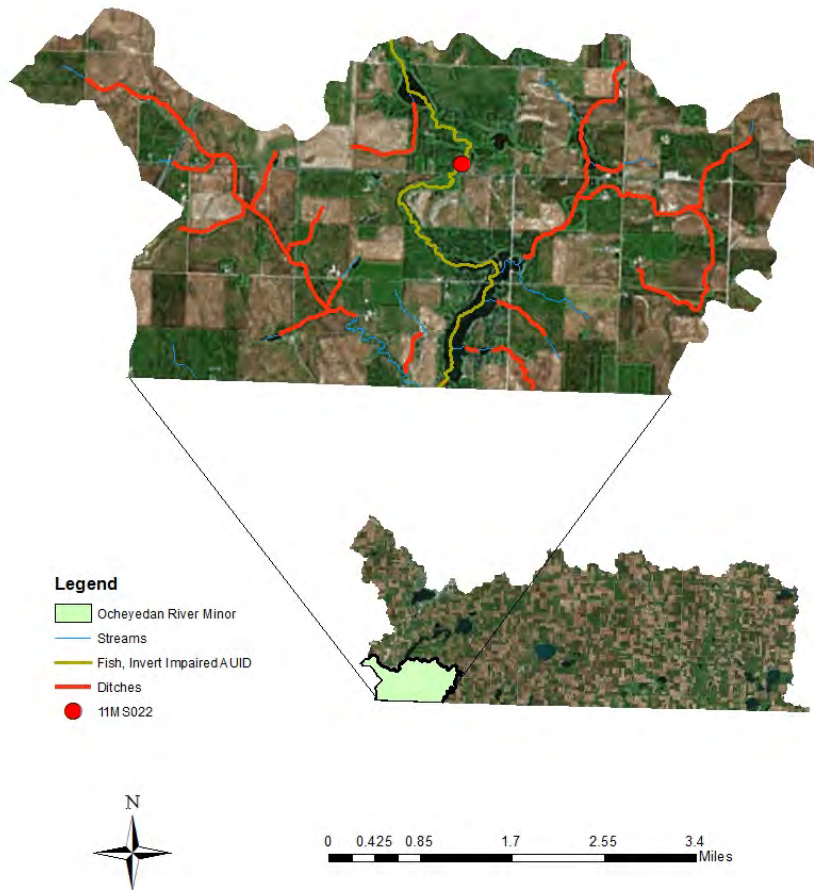 Legend
Ocheyedan River Minor
Streams
Fish, Invert Impaired AUID
Ditches
11MS022
N
0 0.425 0.85 1.7 2.55 3.4
Miles